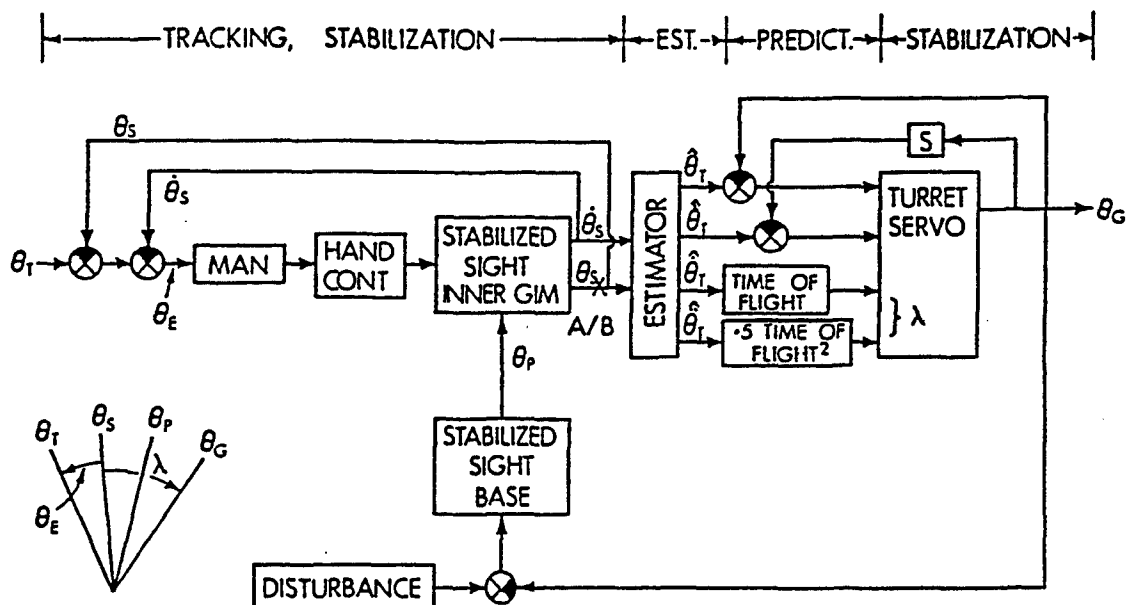 TRACKING, STABILIZATION
EST.
PREDICT.
STABILIZATION
θS
θ̇S
S
θT
θE
MAN
HAND
CONT
STABILIZED
SIGHT
INNER GIM
θ̇S
θS
A/B
ESTIMATOR
θ̂T
θ̇̂T
θ̂T
θ̈̂T
TIME OF
FLIGHT
.5 TIME OF
FLIGHT²
TURRET
SERVO
} λ
θG
θP
STABILIZED
SIGHT
BASE
DISTURBANCE
θT
θS
θP
θG
λ
θE